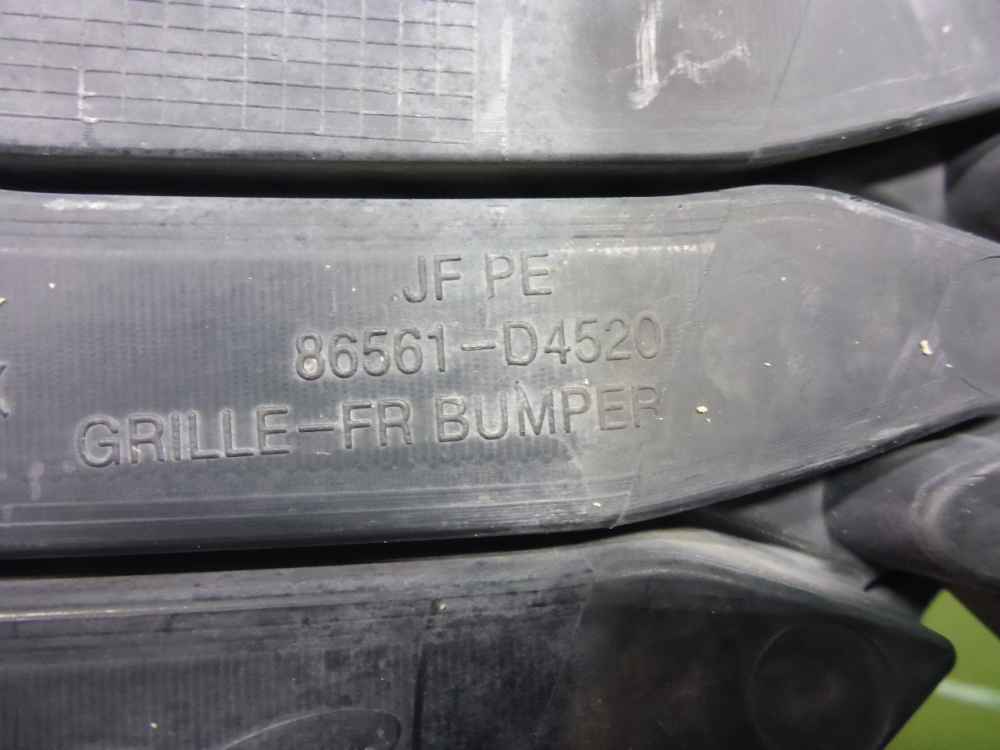 JF PE
86561-D4520
GRILLE-FR BUMPER